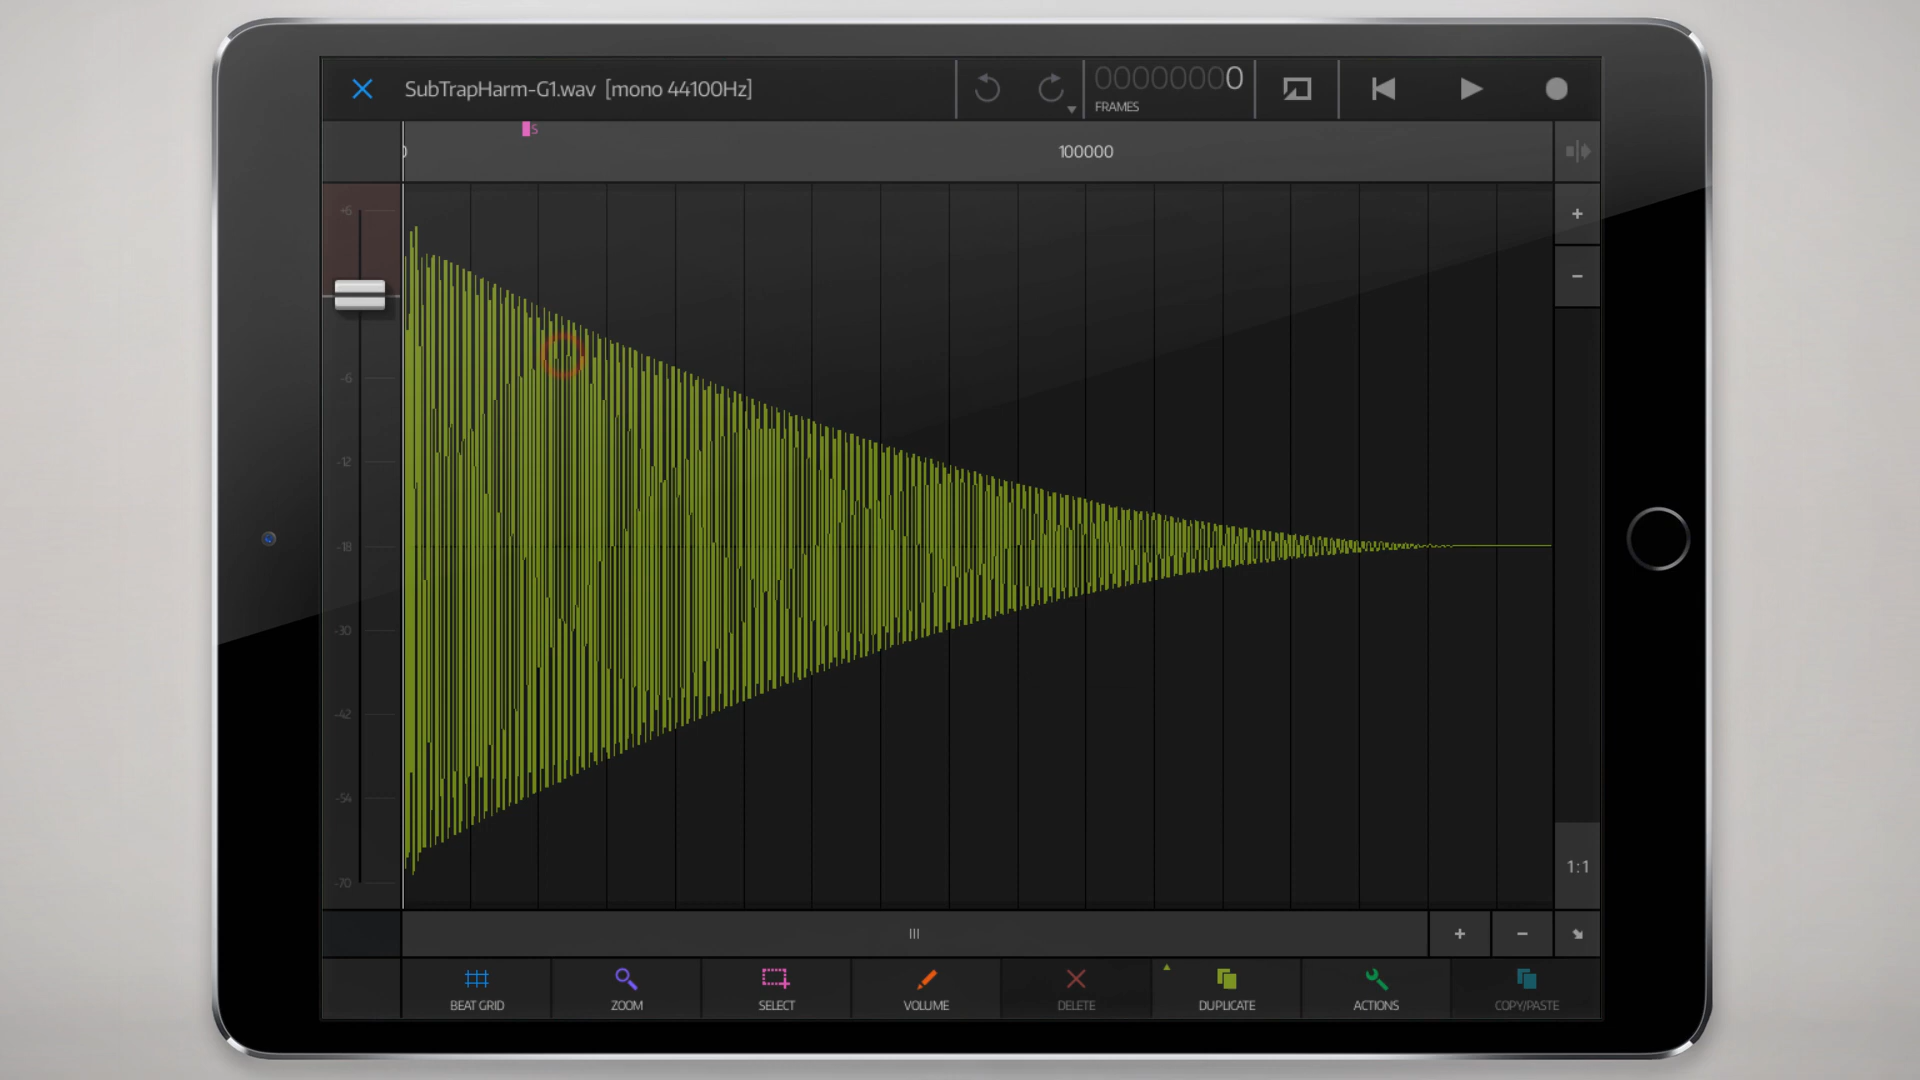 SubTrapHarm-G1.wav [mono 44100Hz]
000000000
FRAMES
S
0
100000
+6
-6
-12
-18
-30
-42
-54
-70
1:1
BEAT GRID
ZOOM
SELECT
VOLUME
DELETE
DUPLICATE
ACTIONS
COPY/PASTE